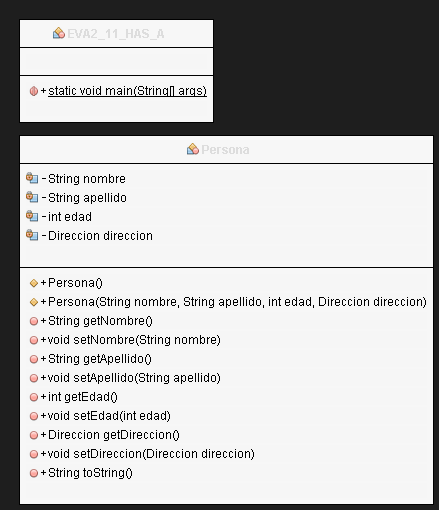 EVA2_11_HAS_A
+static void main(String[] args)
Persona
-String nombre
-String apellido
-int edad
-Direccion direccion
+Persona()
+Persona(String nombre, String apellido, int edad, Direccion direccion)
+String getNombre()
+void setNombre(String nombre)
+String getApellido()
+void setApellido(String apellido)
+int getEdad()
+void setEdad(int edad)
+Direccion getDireccion()
+void setDireccion(Direccion direccion)
+String toString()